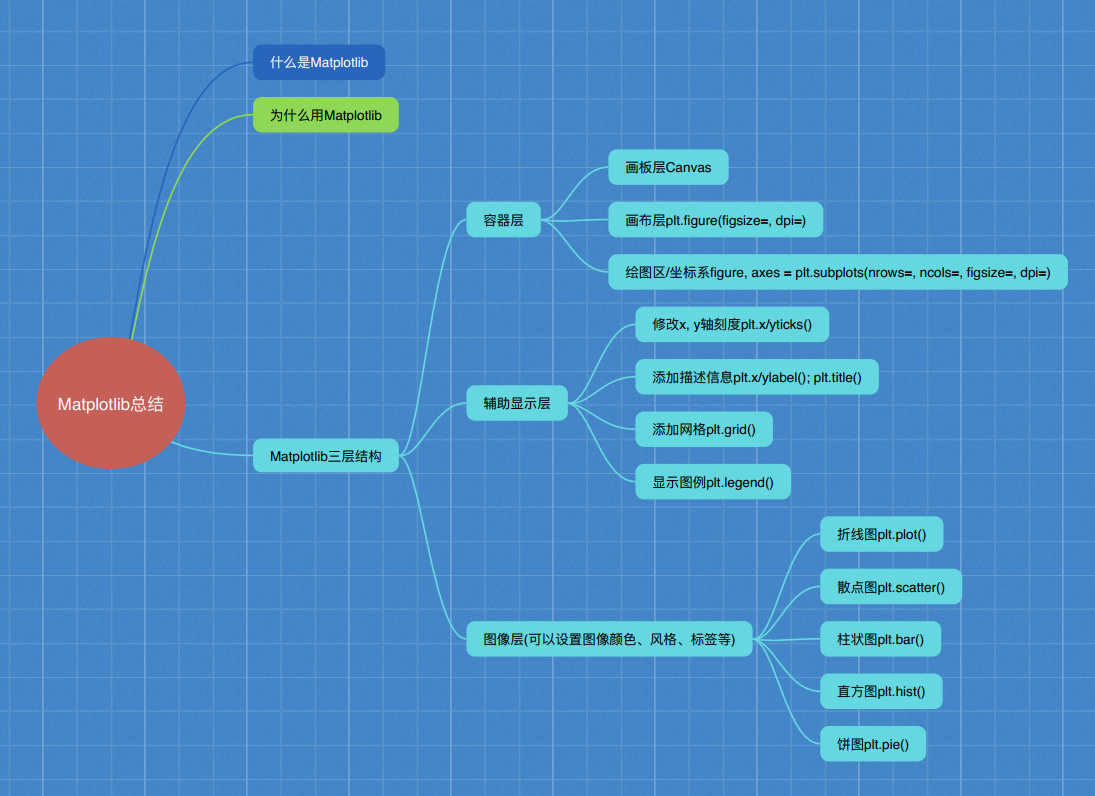 什么是Matplotlib
为什么用Matplotlib
画板层Canvas
容器层
画布层plt.figure(figsize=, dpi=)
绘图区/坐标系figure, axes = plt.subplots(nrows=, ncols=, figsize=, dpi=)
修改x, y轴刻度plt.x/yticks()
添加描述信息plt.x/ylabel(); plt.title()
Matplotlib总结
辅助显示层
添加网格plt.grid()
Matplotlib三层结构
显示图例plt.legend()
折线图plt.plot()
散点图plt.scatter()
图像层(可以设置图像颜色、风格、标签等)
柱状图plt.bar()
直方图plt.hist()
饼图plt.pie()